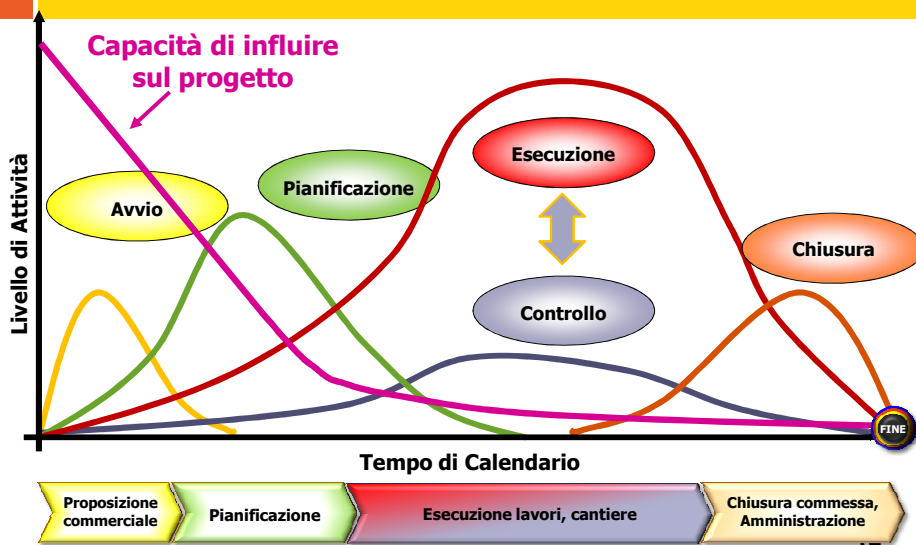 Capacità di influire
sul progetto
Livello di Attività
Avvio
Pianificazione
Esecuzione
Controllo
Chiusura
FINE
Tempo di Calendario
Proposizione
commerciale
Pianificazione
Esecuzione lavori, cantiere
Chiusura commessa,
Amministrazione